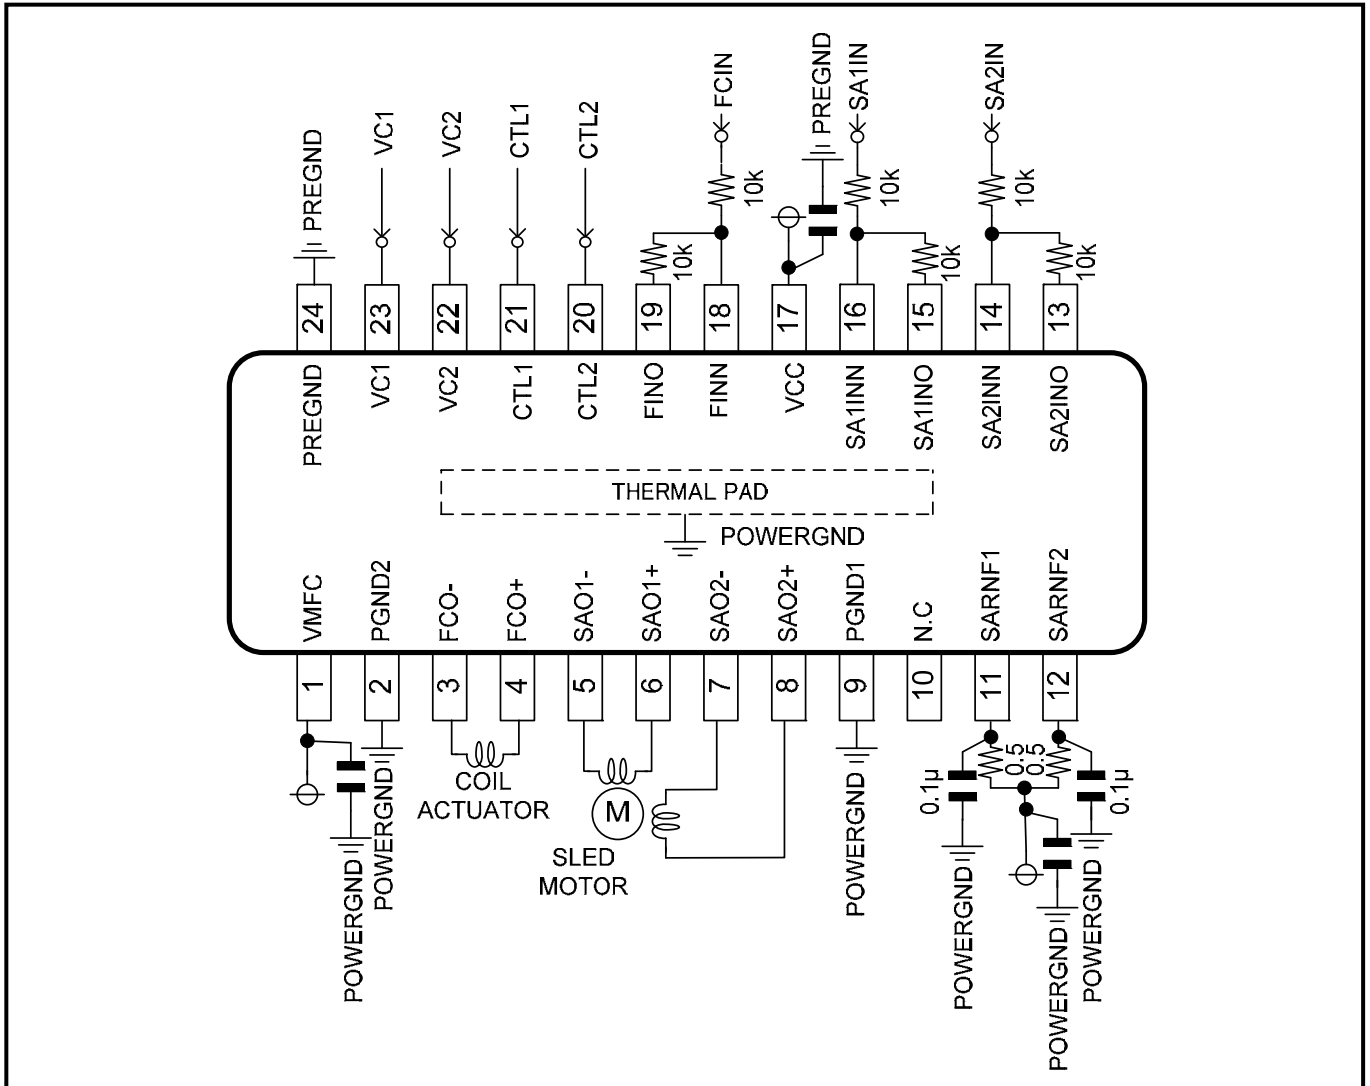 PREGND
VC1
VC2
CTL1
CTL2
FCIN
PREGND
SA1IN
SA2IN
10k
10k
10k
10k
10k
10k
24
23
22
21
20
19
18
17
16
15
14
13
PREGND
VC1
VC2
CTL1
CTL2
FINO
FINN
VCC
SA1INN
SA1INO
SA2INN
SA2INO
THERMAL PAD
POWERGND
VMFC
PGND2
FCO-
FCO+
SAO1-
SAO1+
SAO2-
SAO2+
PGND1
N.C
SARNF1
SARNF2
1
2
3
4
5
6
7
8
9
10
11
12
POWERGND
POWERGND
COIL
ACTUATOR
M
SLED
MOTOR
POWERGND
0.1µ
0.5
0.5
0.1µ
POWERGND
POWERGND
POWERGND